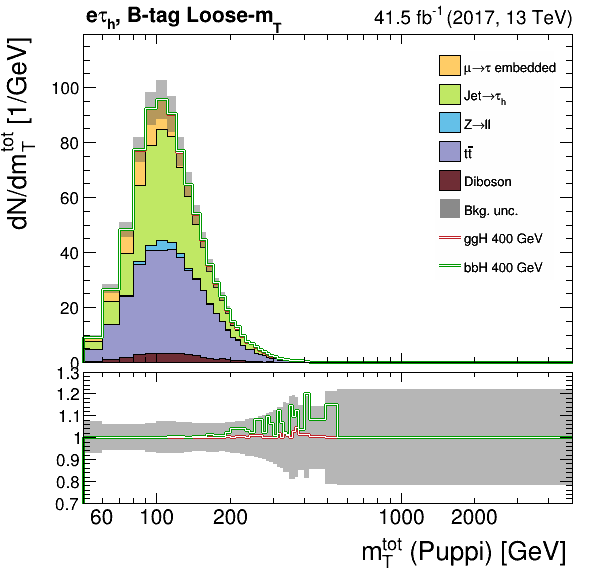 eτh, B-tag Loose-mT
41.5 fb-1 (2017, 13 TeV)
dN/dmTtot [1/GeV]
100
80
60
40
20
0
μ→τ embedded
Jet→τh
Z→ll
tt̄
Diboson
Bkg. unc.
ggH 400 GeV
bbH 400 GeV
1.3
1.2
1.1
1
0.9
0.8
0.7
60 100 200 1000 2000
mTtot (Puppi) [GeV]